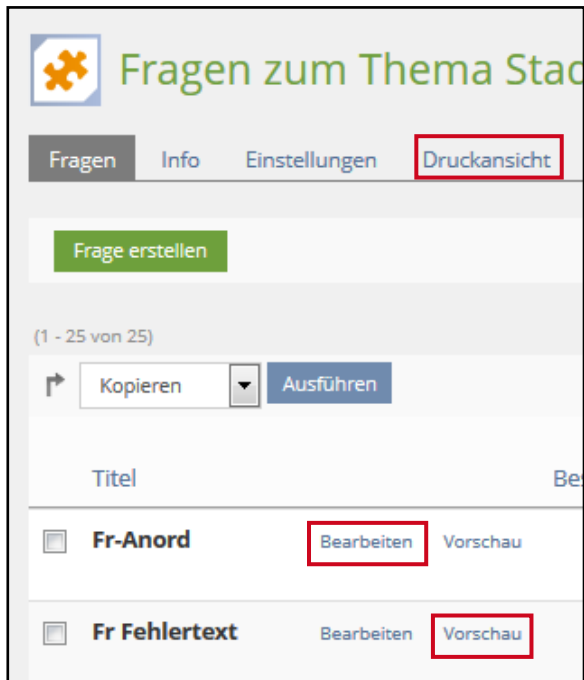 Fragen zum Thema Stad
Fragen Info Einstellungen Druckansicht
Frage erstellen
(1 - 25 von 25)
Kopieren Ausführen
Titel Bes
Fr-Anord Bearbeiten Vorschau
Fr Fehlertext Bearbeiten Vorschau